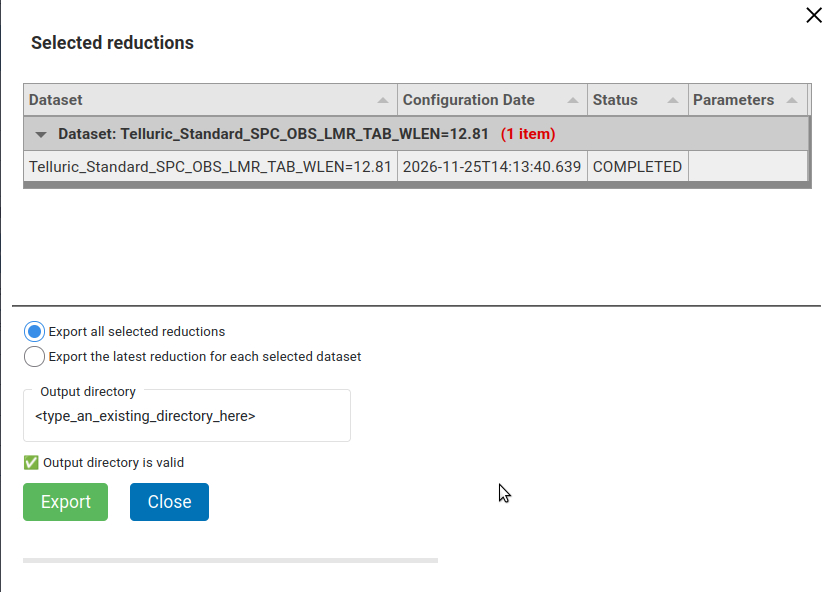 Selected reductions
Dataset Configuration Date Status Parameters
Dataset: Telluric_Standard_SPC_OBS_LMR_TAB_WLEN=12.81 (1 item)
Telluric_Standard_SPC_OBS_LMR_TAB_WLEN=12.81 2026-11-25T14:13:40.639 COMPLETED
Export all selected reductions
Export the latest reduction for each selected dataset
Output directory
<type_an_existing_directory_here>
Output directory is valid
Export Close